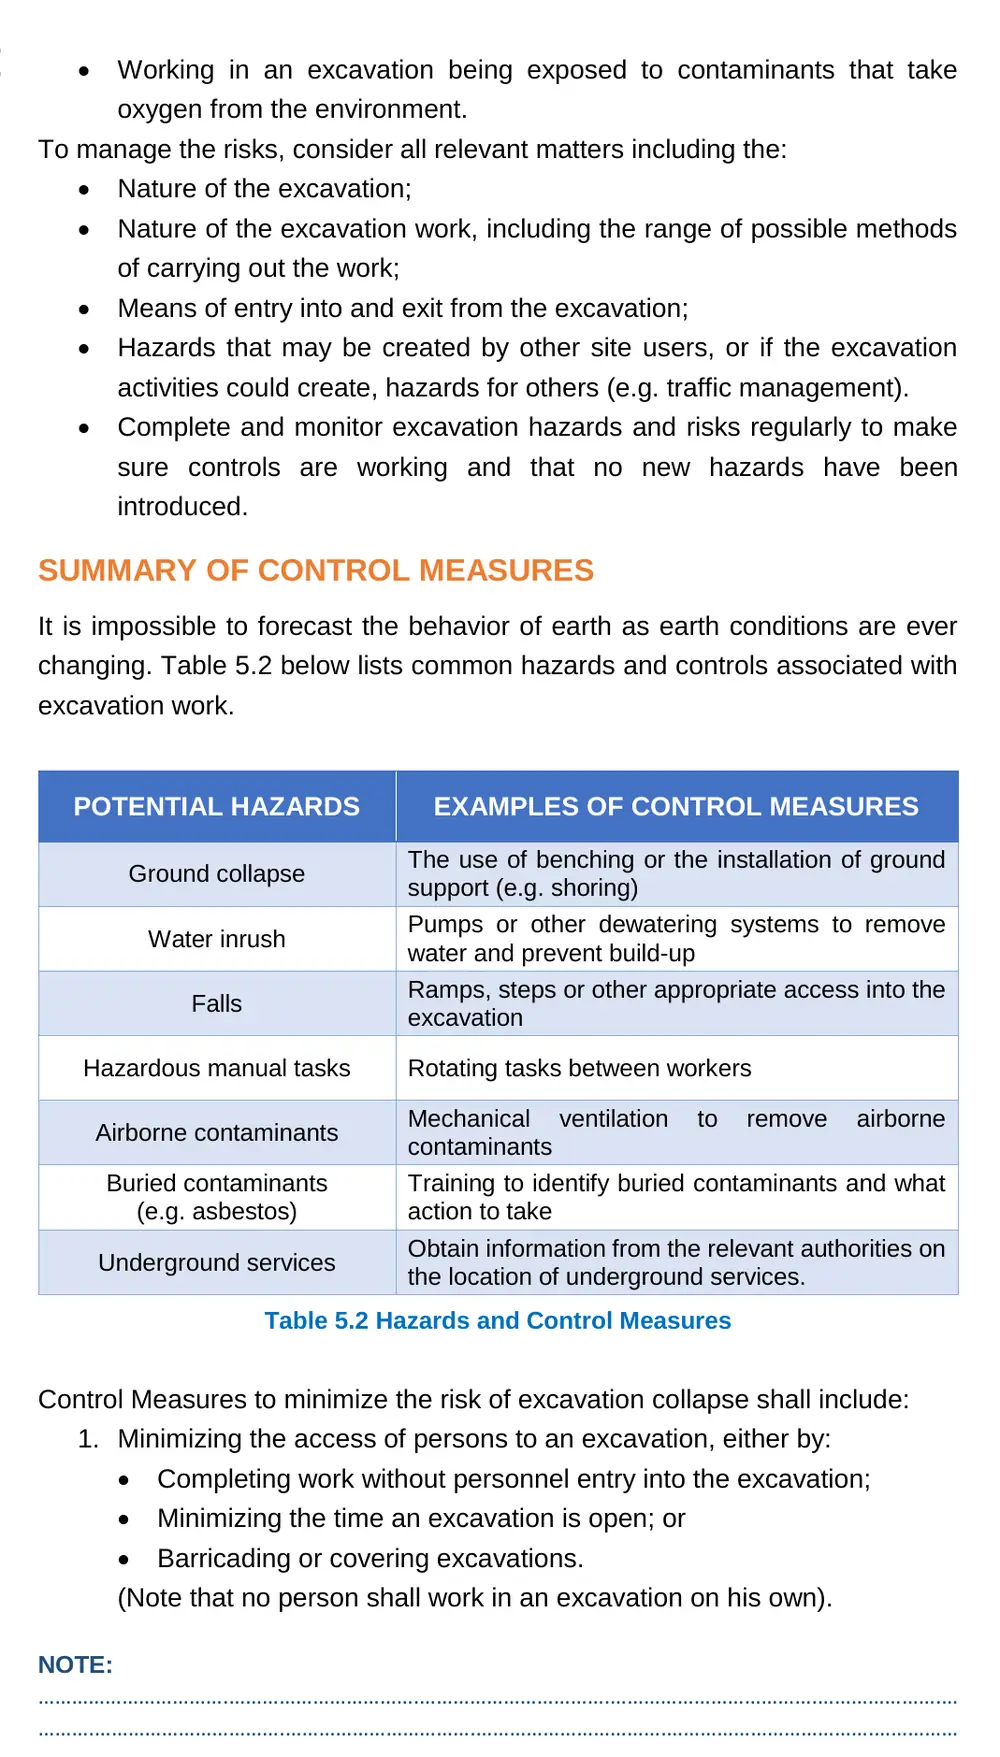 • Working in an excavation being exposed to contaminants that take
oxygen from the environment.
To manage the risks, consider all relevant matters including the:
• Nature of the excavation;
• Nature of the excavation work, including the range of possible methods
of carrying out the work;
• Means of entry into and exit from the excavation;
• Hazards that may be created by other site users, or if the excavation
activities could create, hazards for others (e.g. traffic management).
• Complete and monitor excavation hazards and risks regularly to make
sure controls are working and that no new hazards have been
introduced.
SUMMARY OF CONTROL MEASURES
It is impossible to forecast the behavior of earth as earth conditions are ever
changing. Table 5.2 below lists common hazards and controls associated with
excavation work.
POTENTIAL HAZARDS EXAMPLES OF CONTROL MEASURES
Ground collapse
The use of benching or the installation of ground
support (e.g. shoring)
Water inrush
Pumps or other dewatering systems to remove
water and prevent build-up
Falls
Ramps, steps or other appropriate access into the
excavation
Hazardous manual tasks
Rotating tasks between workers
Airborne contaminants
Mechanical ventilation to remove airborne
contaminants
Buried contaminants
(e.g. asbestos)
Training to identify buried contaminants and what
action to take
Underground services
Obtain information from the relevant authorities on
the location of underground services.
Table 5.2 Hazards and Control Measures
Control Measures to minimize the risk of excavation collapse shall include:
1. Minimizing the access of persons to an excavation, either by:
• Completing work without personnel entry into the excavation;
• Minimizing the time an excavation is open; or
• Barricading or covering excavations.
(Note that no person shall work in an excavation on his own).
NOTE: